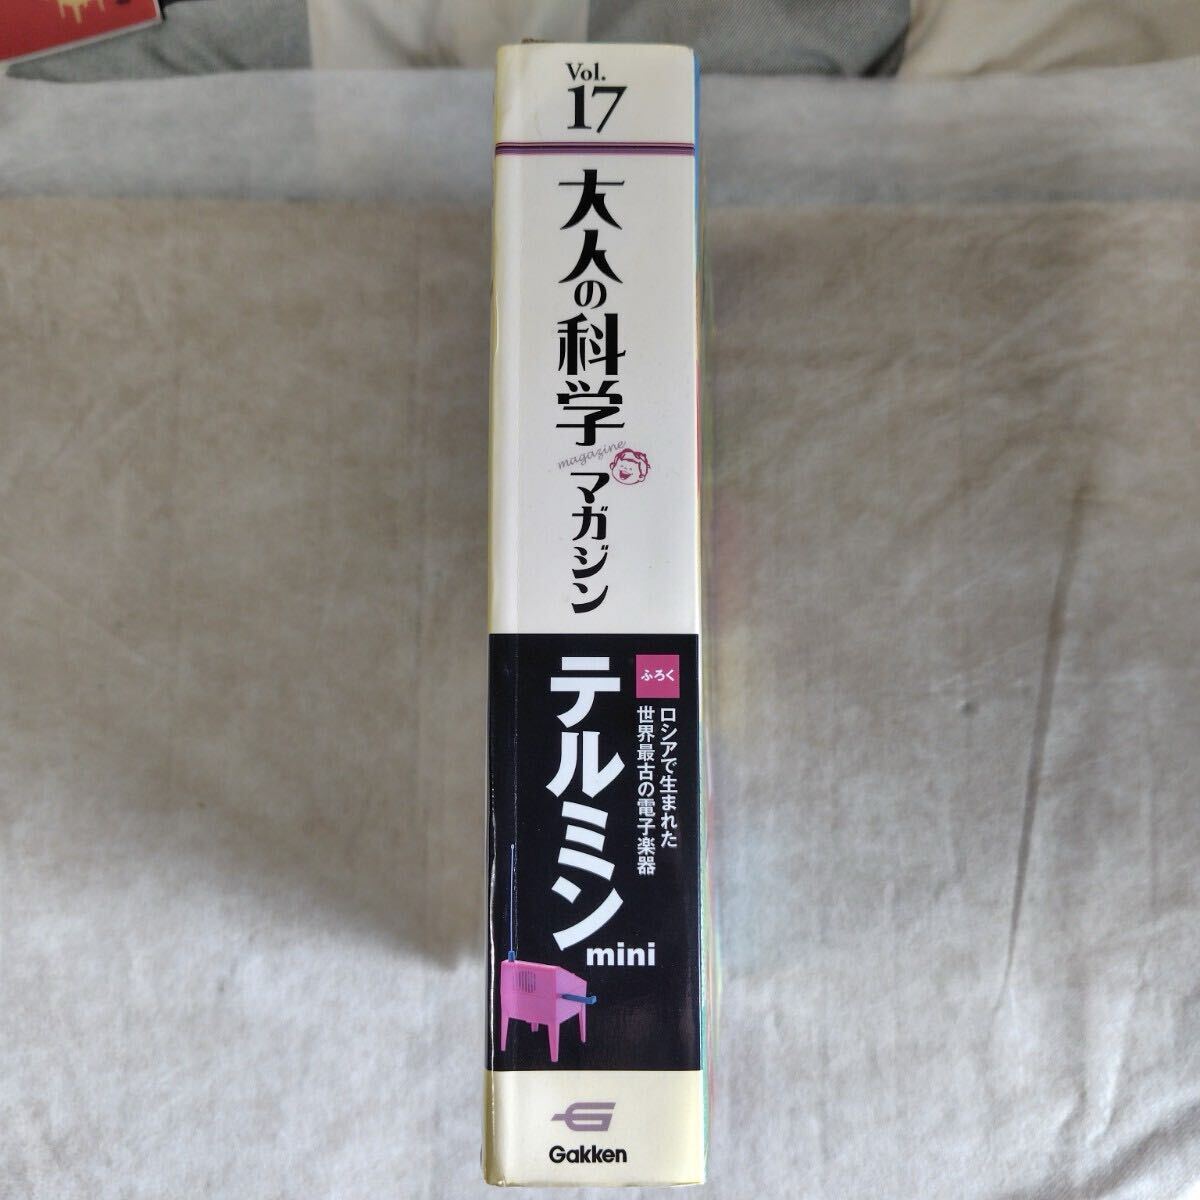 Vol.
17
大人の科学
magazine
マガジン
ふろく
ロシアで生まれた
世界最古の電子楽器
テルミン
mini
G
Gakken